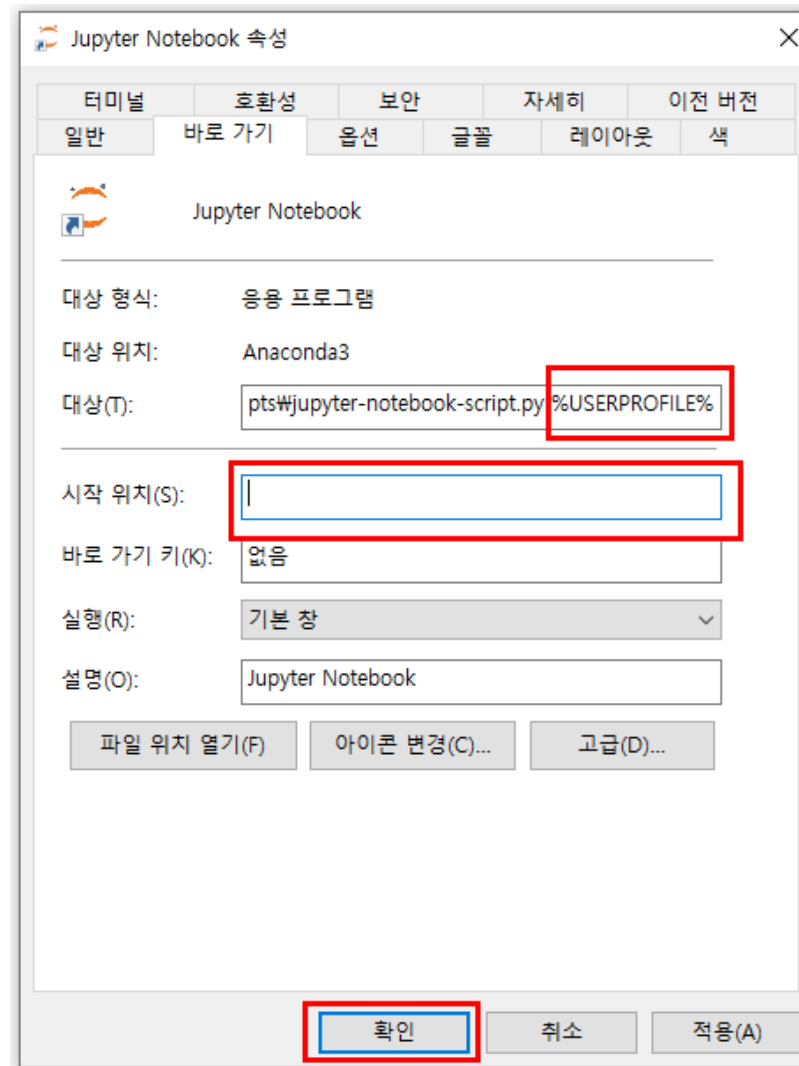 Jupyter Notebook 속성
터미널 호환성 보안 자세히 이전 버전
일반 바로 가기 옵션 글꼴 레이아웃 색
Jupyter Notebook
대상 형식: 응용 프로그램
대상 위치: Anaconda3
대상(T): pts₩jupyter-notebook-script.py %USERPROFILE%
시작 위치(S):
바로 가기 키(K): 없음
실행(R): 기본 창
설명(O): Jupyter Notebook
파일 위치 열기(F) 아이콘 변경(C)... 고급(D)...
확인 취소 적용(A)